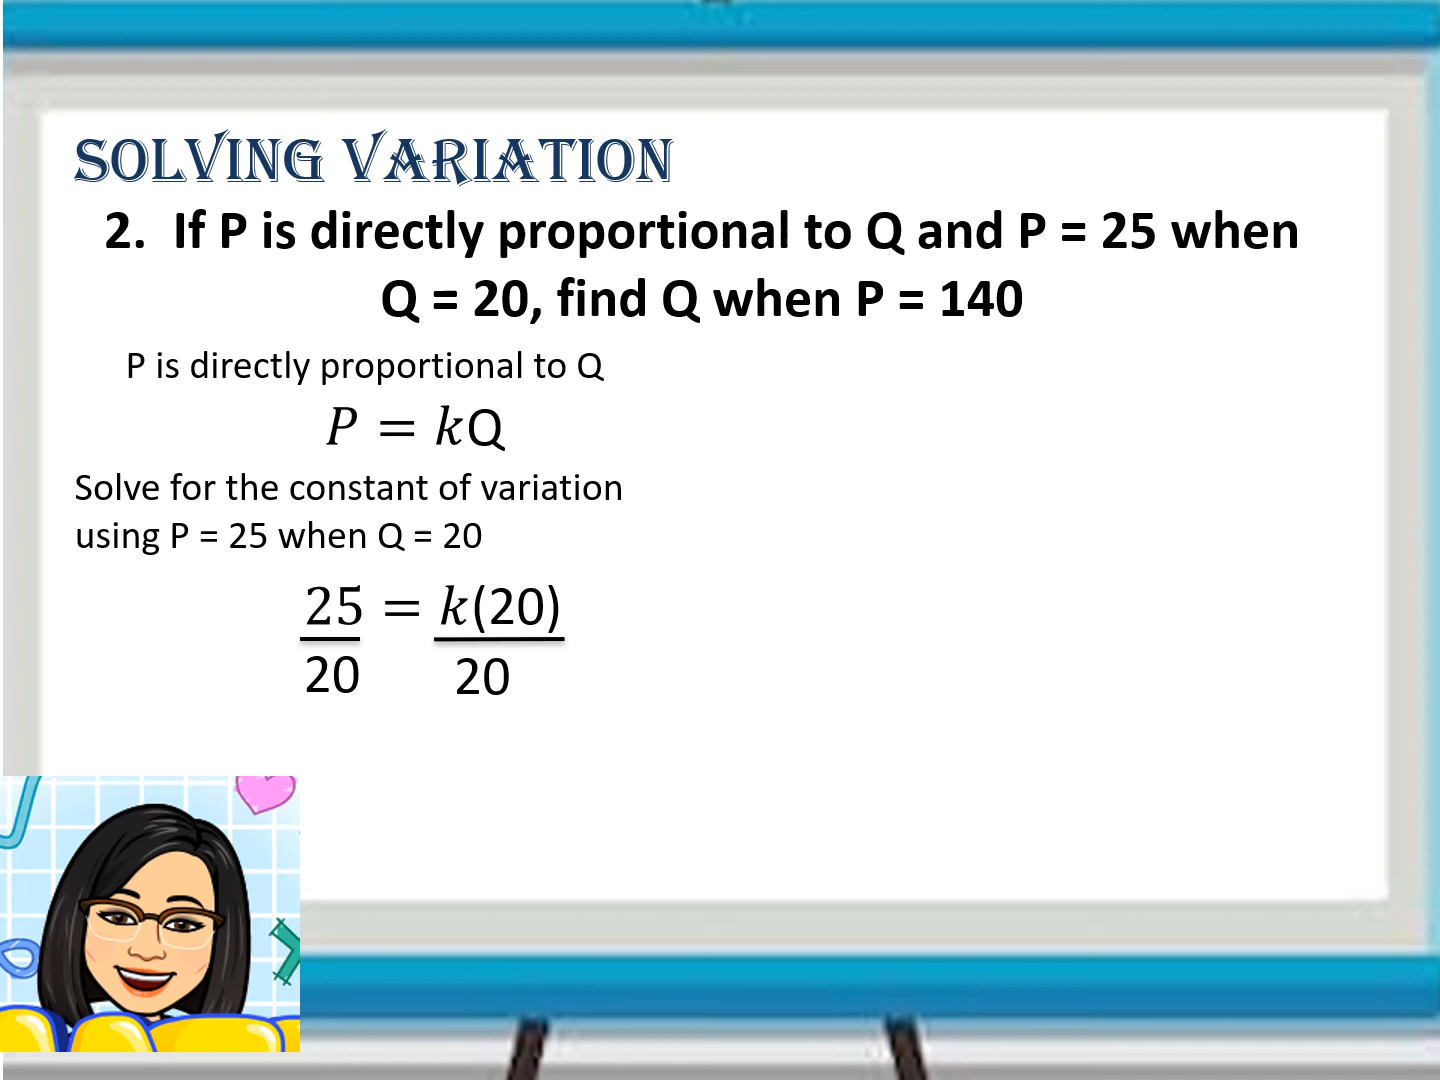 SOLVING VARIATION
2. If P is directly proportional to Q and P = 25 when
Q = 20, find Q when P = 140
P is directly proportional to Q
P = kQ
Solve for the constant of variation
using P = 25 when Q = 20
25 = k(20)
20 20